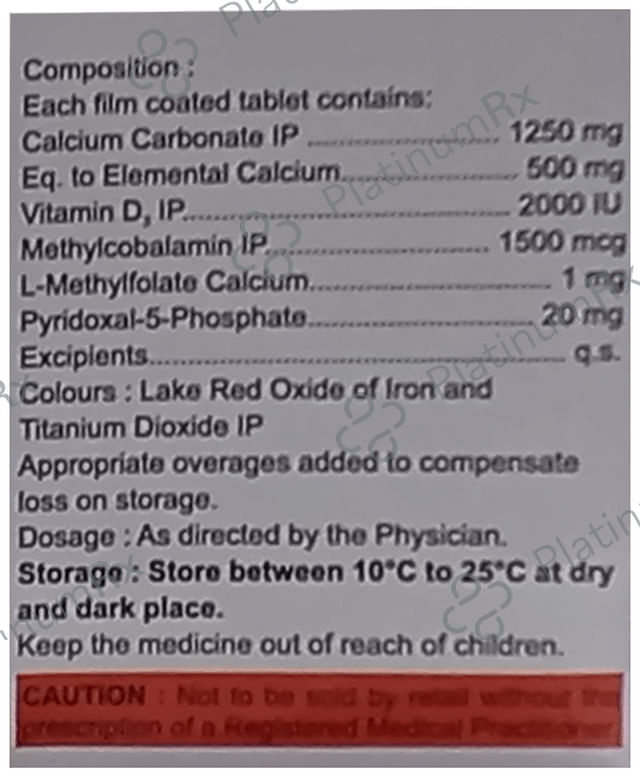 Composition :
Each film coated tablet contains:
Calcium Carbonate IP ........................... 1250 mg
Eq. to Elemental Calcium......................... 500 mg
Vitamin D₃ IP............................................. 2000 IU
Methylcobalamin IP............................... 1500 mcg
L-Methylfolate Calcium................................. 1 mg
Pyridoxal-5-Phosphate............................... 20 mg
Excipients.......................................................... q.s.
Colours : Lake Red Oxide of Iron and
Titanium Dioxide IP
Appropriate overages added to compensate
loss on storage.
Dosage : As directed by the Physician.
Storage : Store between 10°C to 25°C at dry
and dark place.
Keep the medicine out of reach of children.
CAUTION : Not to be sold by retail without the
prescription of a Registered Medical Practitioner
PlatinumRx